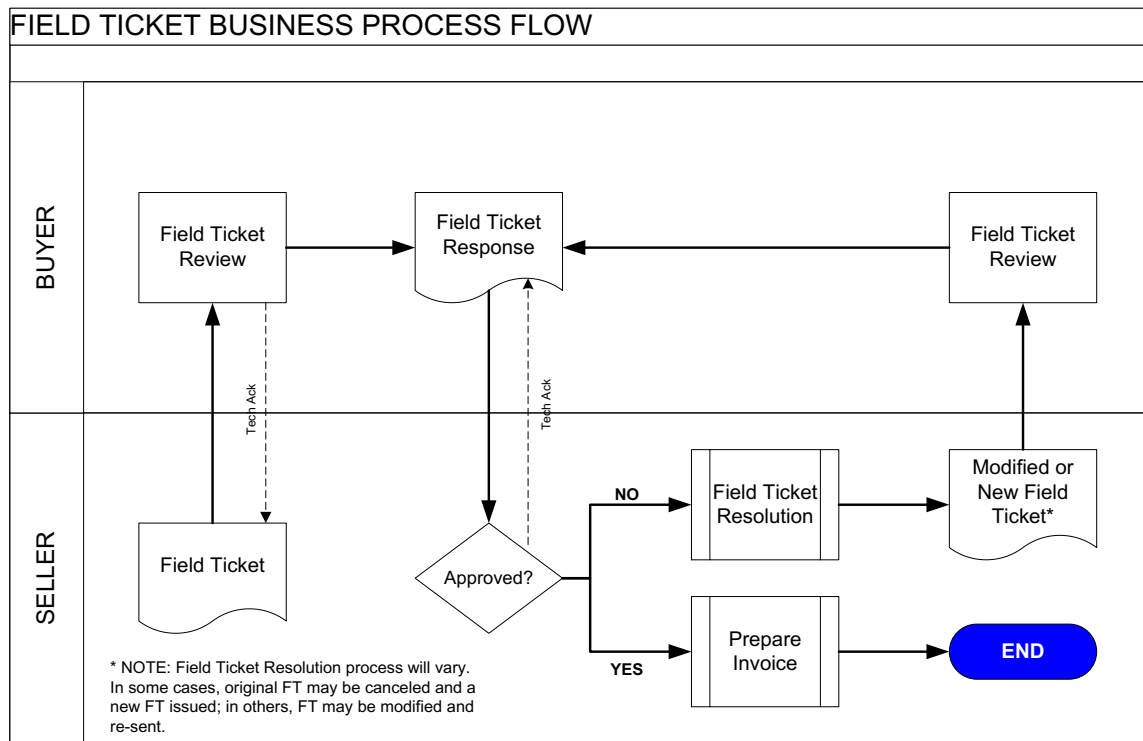 FIELD TICKET BUSINESS PROCESS FLOW
BUYER
Field Ticket
Review
Field Ticket
Response
Field Ticket
Review
Tech Ack
Tech Ack
SELLER
Field Ticket
Approved?
NO
Field Ticket
Resolution
Modified or
New Field
Ticket*
YES
Prepare
Invoice
END
* NOTE: Field Ticket Resolution process will vary.
In some cases, original FT may be canceled and a
new FT issued; in others, FT may be modified and
re-sent.